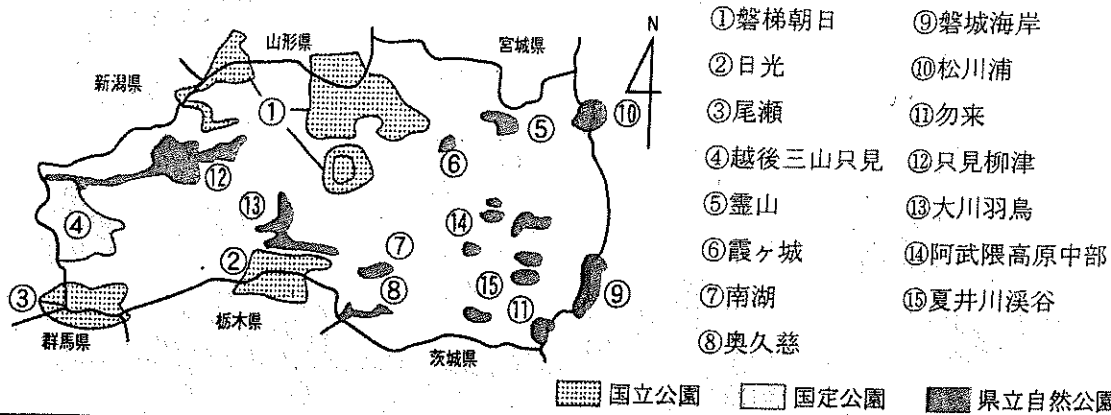 ①磐梯朝日
②日光
③尾瀬
④越後三山只見
⑤霊山
⑥霞ヶ城
⑦南湖
⑧奥久慈
⑨磐城海岸
⑩松川浦
⑪勿来
⑫只見柳津
⑬大川羽鳥
⑭阿武隈高原中部
⑮夏井川渓谷
N
山形県
宮城県
新潟県
群馬県
栃木県
茨城県
①
②
③
④
⑤
⑥
⑦
⑧
⑨
⑩
⑪
⑫
⑬
⑭
⑮
国立公園
国定公園
県立自然公園